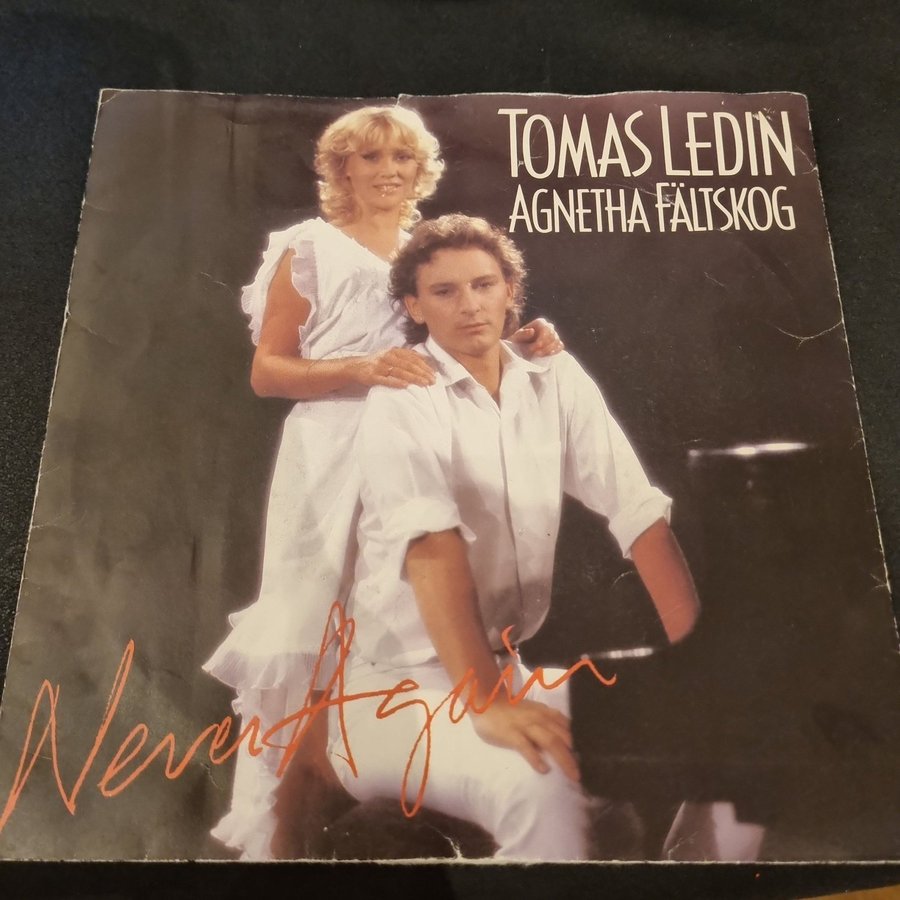 TOMAS LEDIN
AGNETHA FÄLTSKOG
Never Again